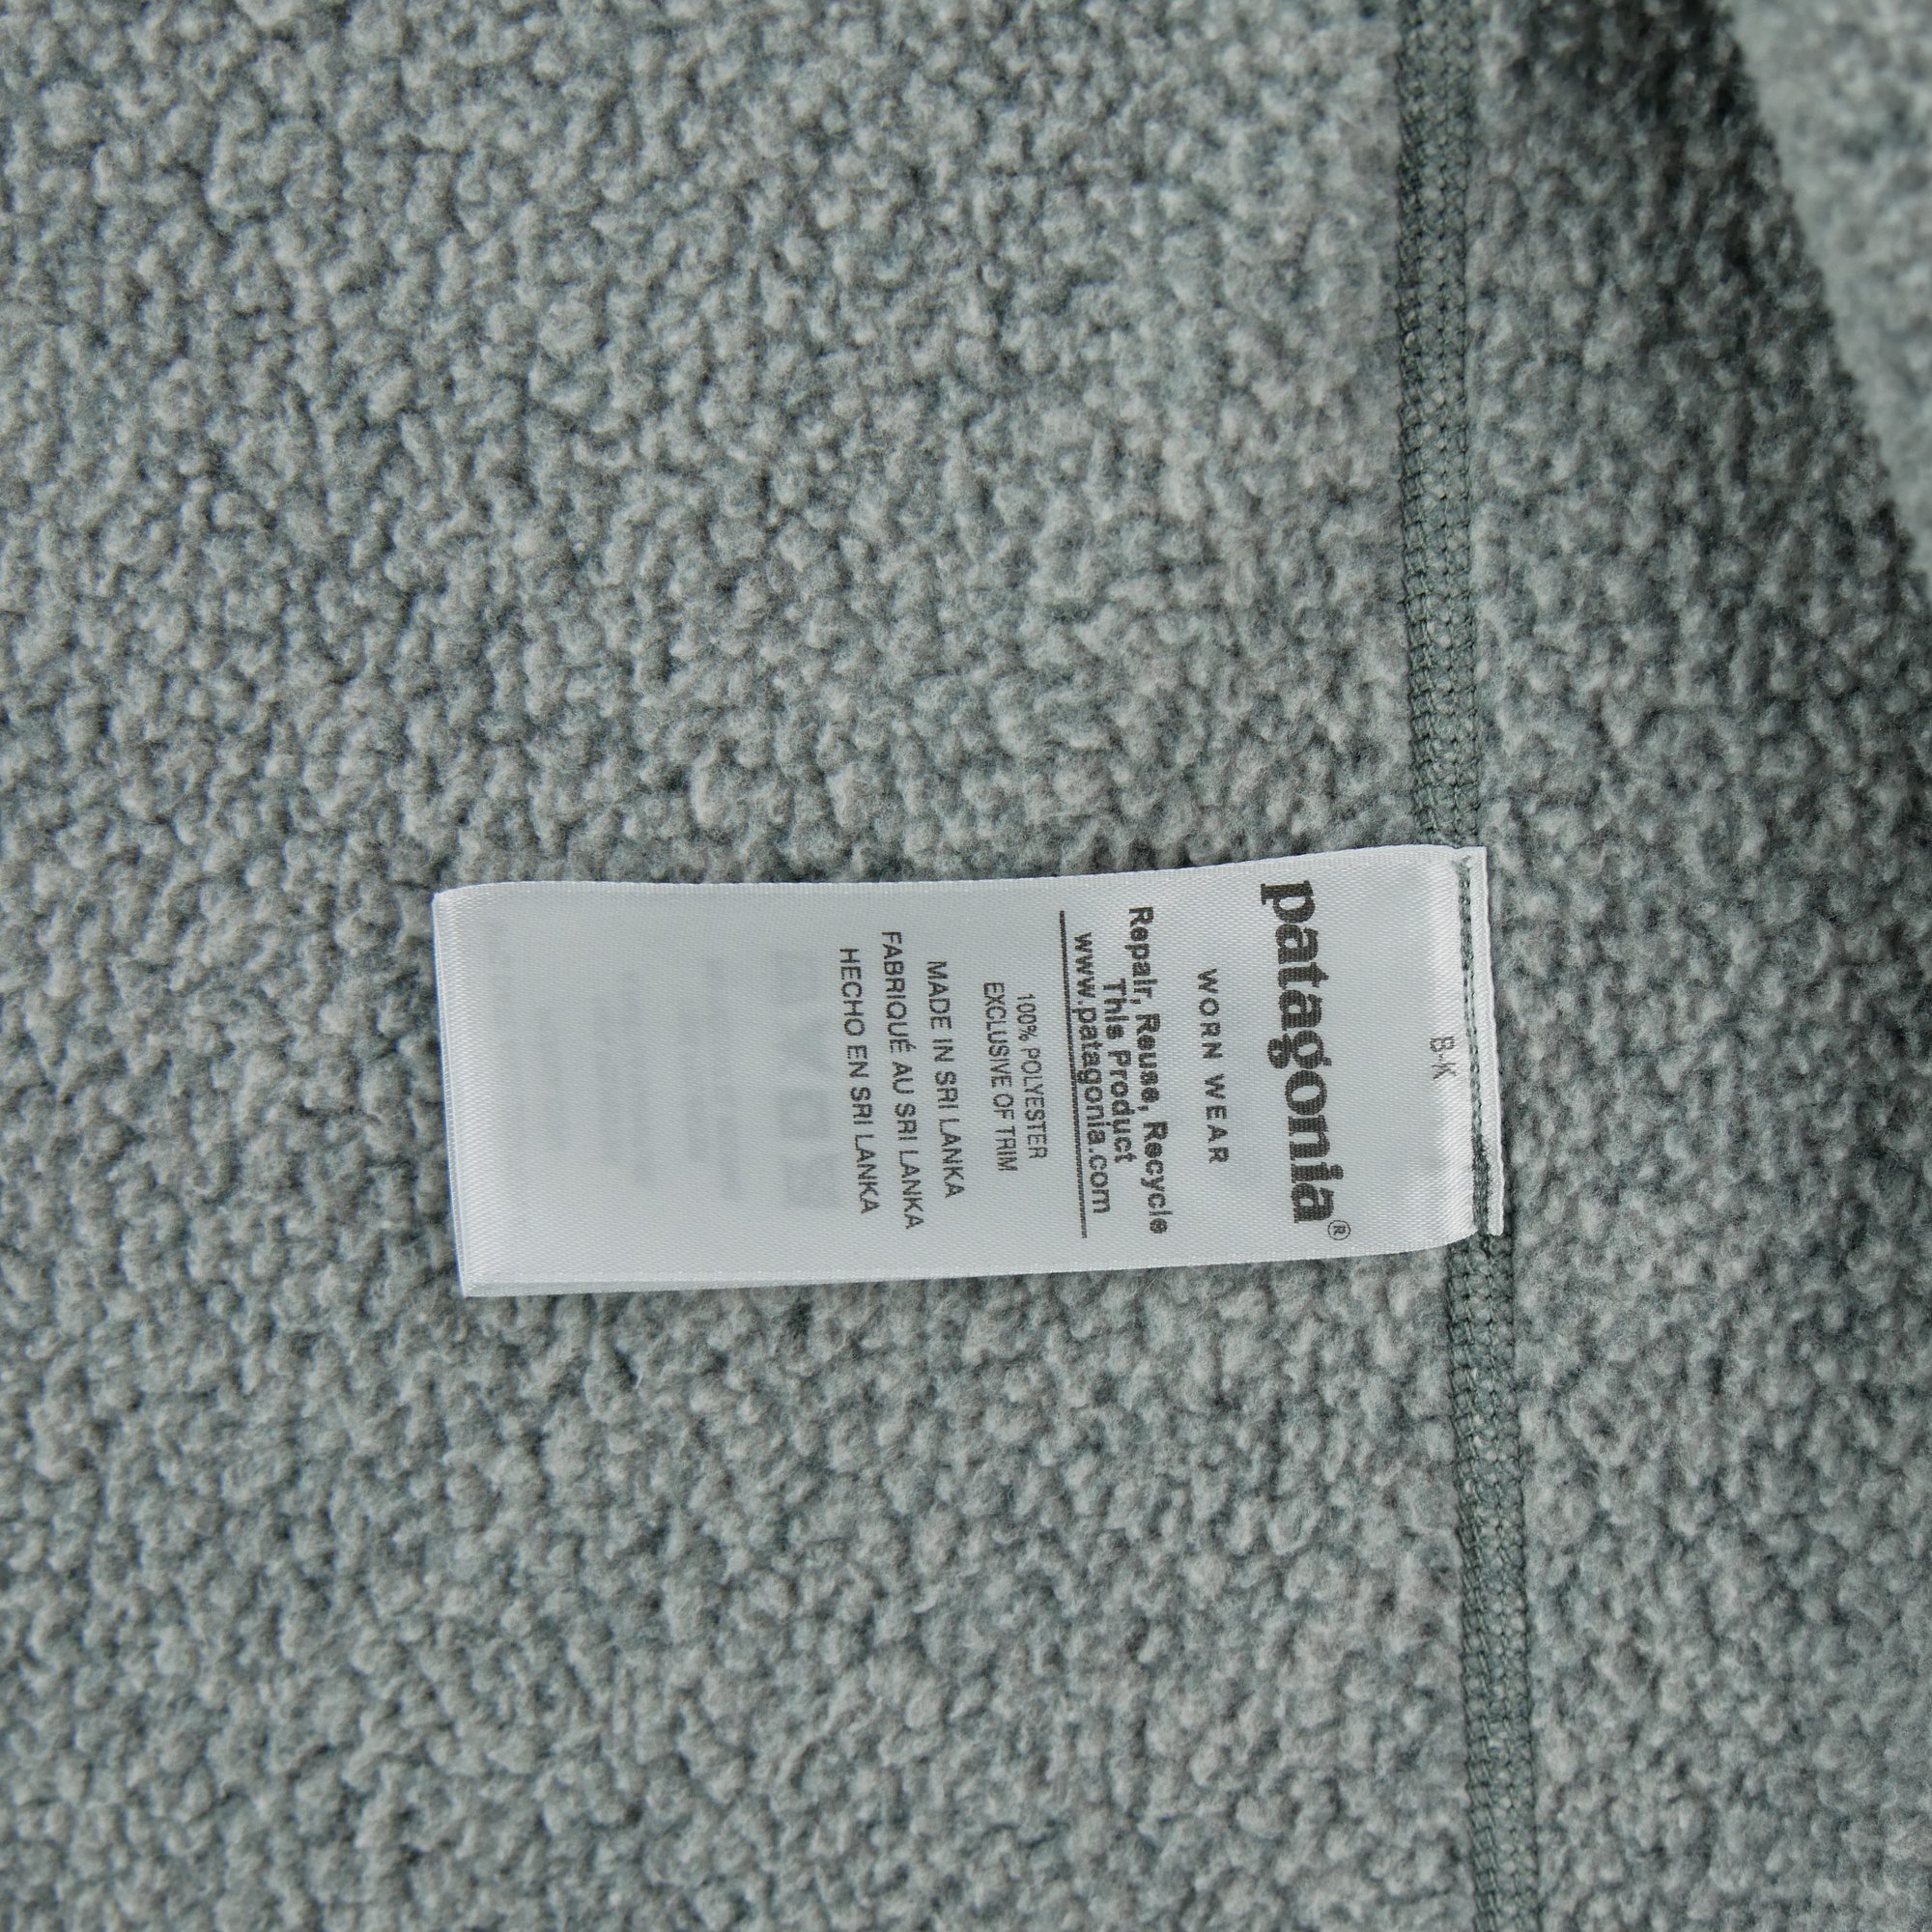 B-K
patagonia®
WORN WEAR
Repair, Reuse, Recycle
This Product
www.patagonia.com
100% POLYESTER
EXCLUSIVE OF TRIM
MADE IN SRI LANKA
FABRIQUÉ AU SRI LANKA
HECHO EN SRI LANKA